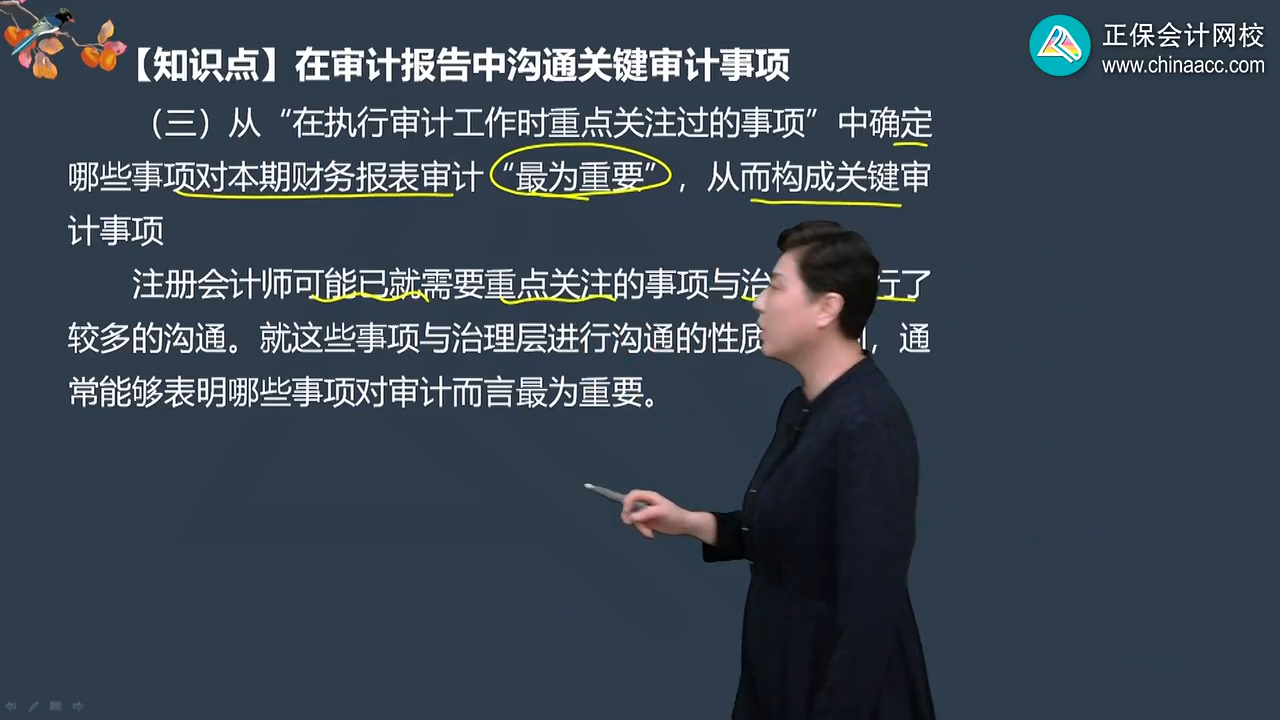 正保会计网校
www.chinaacc.com
【知识点】在审计报告中沟通关键审计事项
（三）从“在执行审计工作时重点关注过的事项”中确定
哪些事项对本期财务报表审计“最为重要”，从而构成关键审
计事项
注册会计师可能已就需要重点关注的事项与治 行了
较多的沟通。就这些事项与治理层进行沟通的性质 ，通
常能够表明哪些事项对审计而言最为重要。